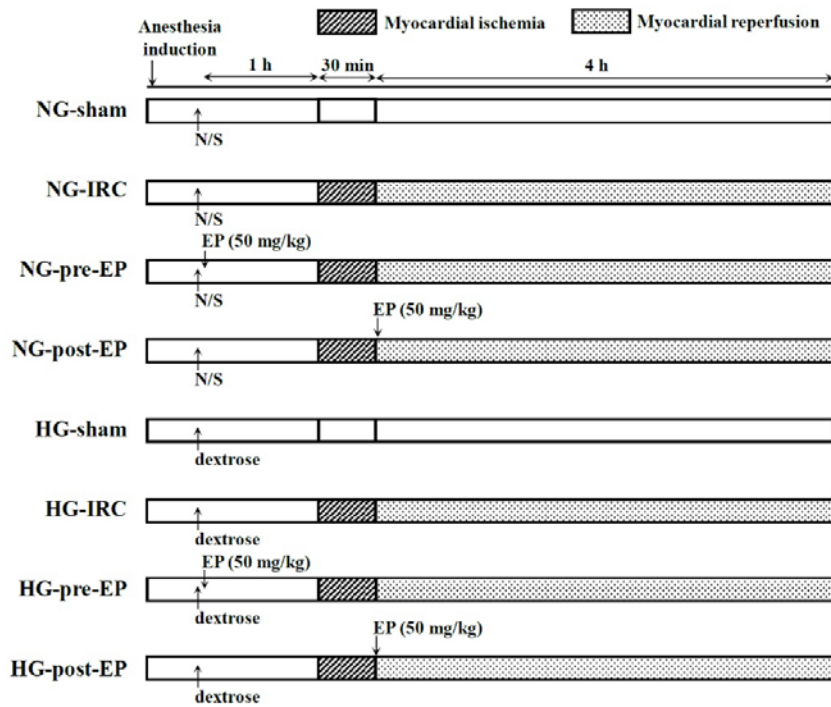 Anesthesia
induction
Myocardial ischemia
Myocardial reperfusion
1 h
30 min
4 h
NG-sham
N/S
NG-IRC
N/S
EP (50 mg/kg)
NG-pre-EP
N/S
EP (50 mg/kg)
NG-post-EP
N/S
HG-sham
dextrose
HG-IRC
dextrose
EP (50 mg/kg)
HG-pre-EP
dextrose
EP (50 mg/kg)
HG-post-EP
dextrose